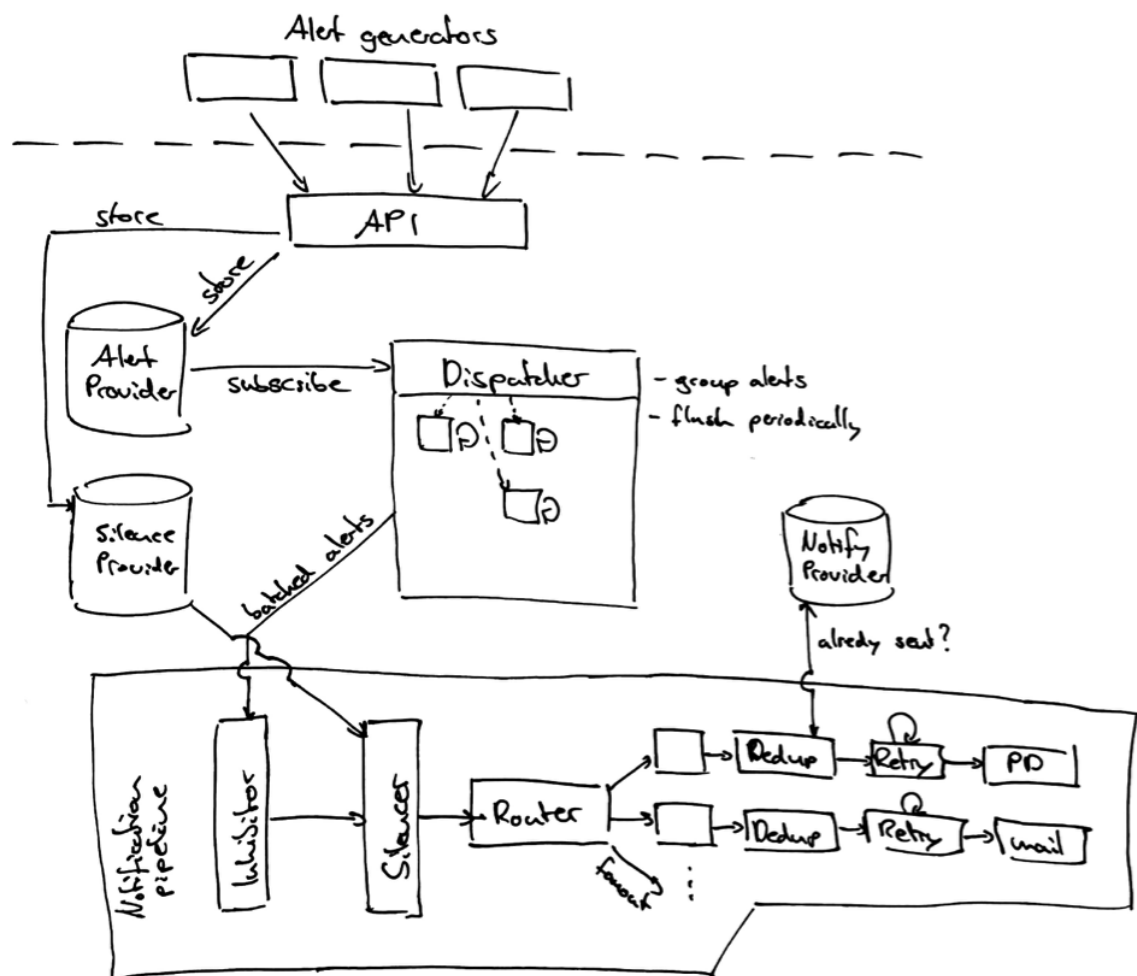 Alert generators
API
store
store
Alert
Provider
subscribe
Dispatcher
- group alerts
- flush periodically
Silence
Provider
batched alerts
Notify
Provider
alredy sent?
Notification
pipeline
Inhibitor
Silencer
Router
fanout
Dedup
Retry
PD
Dedup
Retry
mail